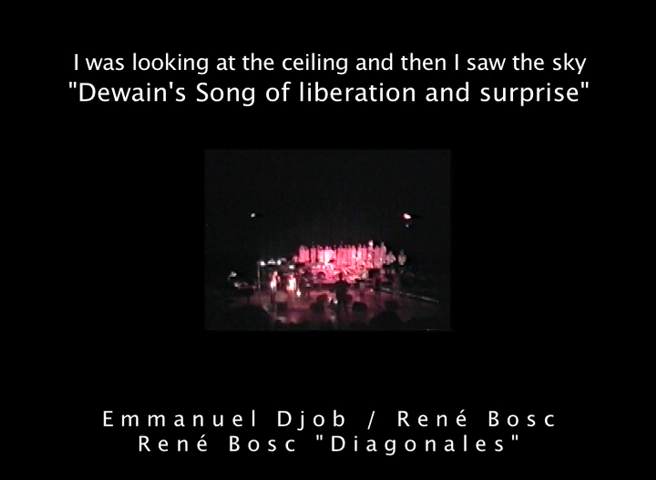 I was looking at the ceiling and then I saw the sky
"Dewain's Song of liberation and surprise"
Emmanuel Djob / René Bosc
René Bosc "Diagonales"